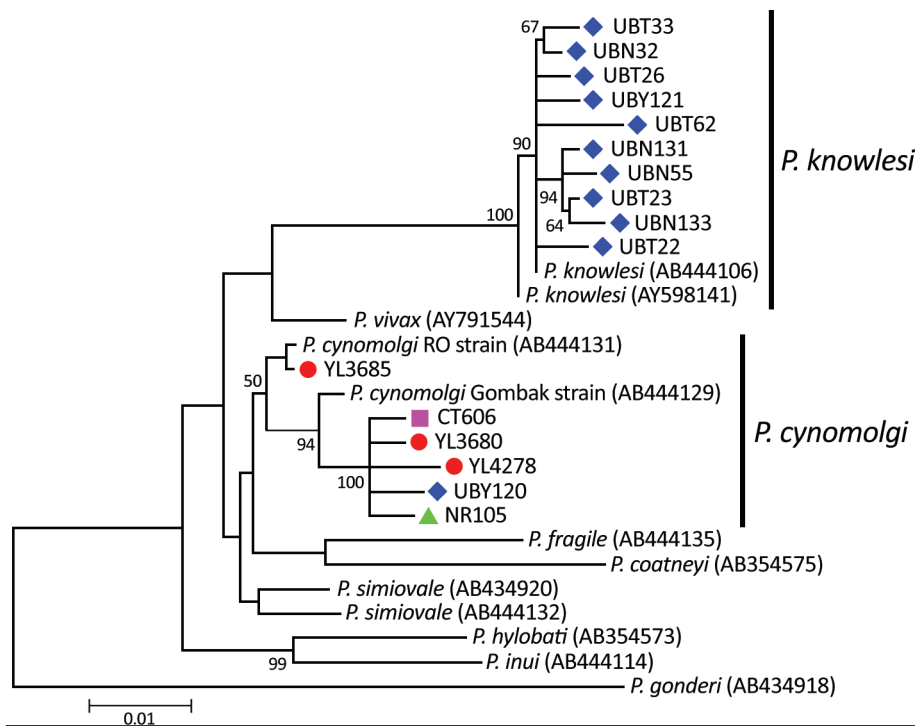 67
UBT33
UBN32
UBT26
UBY121
UBT62
90
UBN131
P. knowlesi
UBN55
94
UBT23
64
UBN133
100
UBT22
P. knowlesi (AB444106)
P. knowlesi (AY598141)
P. vivax (AY791544)
P. cynomolgi RO strain (AB444131)
YL3685
50
P. cynomolgi Gombak strain (AB444129)
CT606
P. cynomolgi
94
YL3680
YL4278
100
UBY120
NR105
P. fragile (AB444135)
P. coatneyi (AB354575)
P. simiovale (AB434920)
P. simiovale (AB444132)
P. hylobati (AB354573)
99
P. inui (AB444114)
P. gonderi (AB434918)
0.01